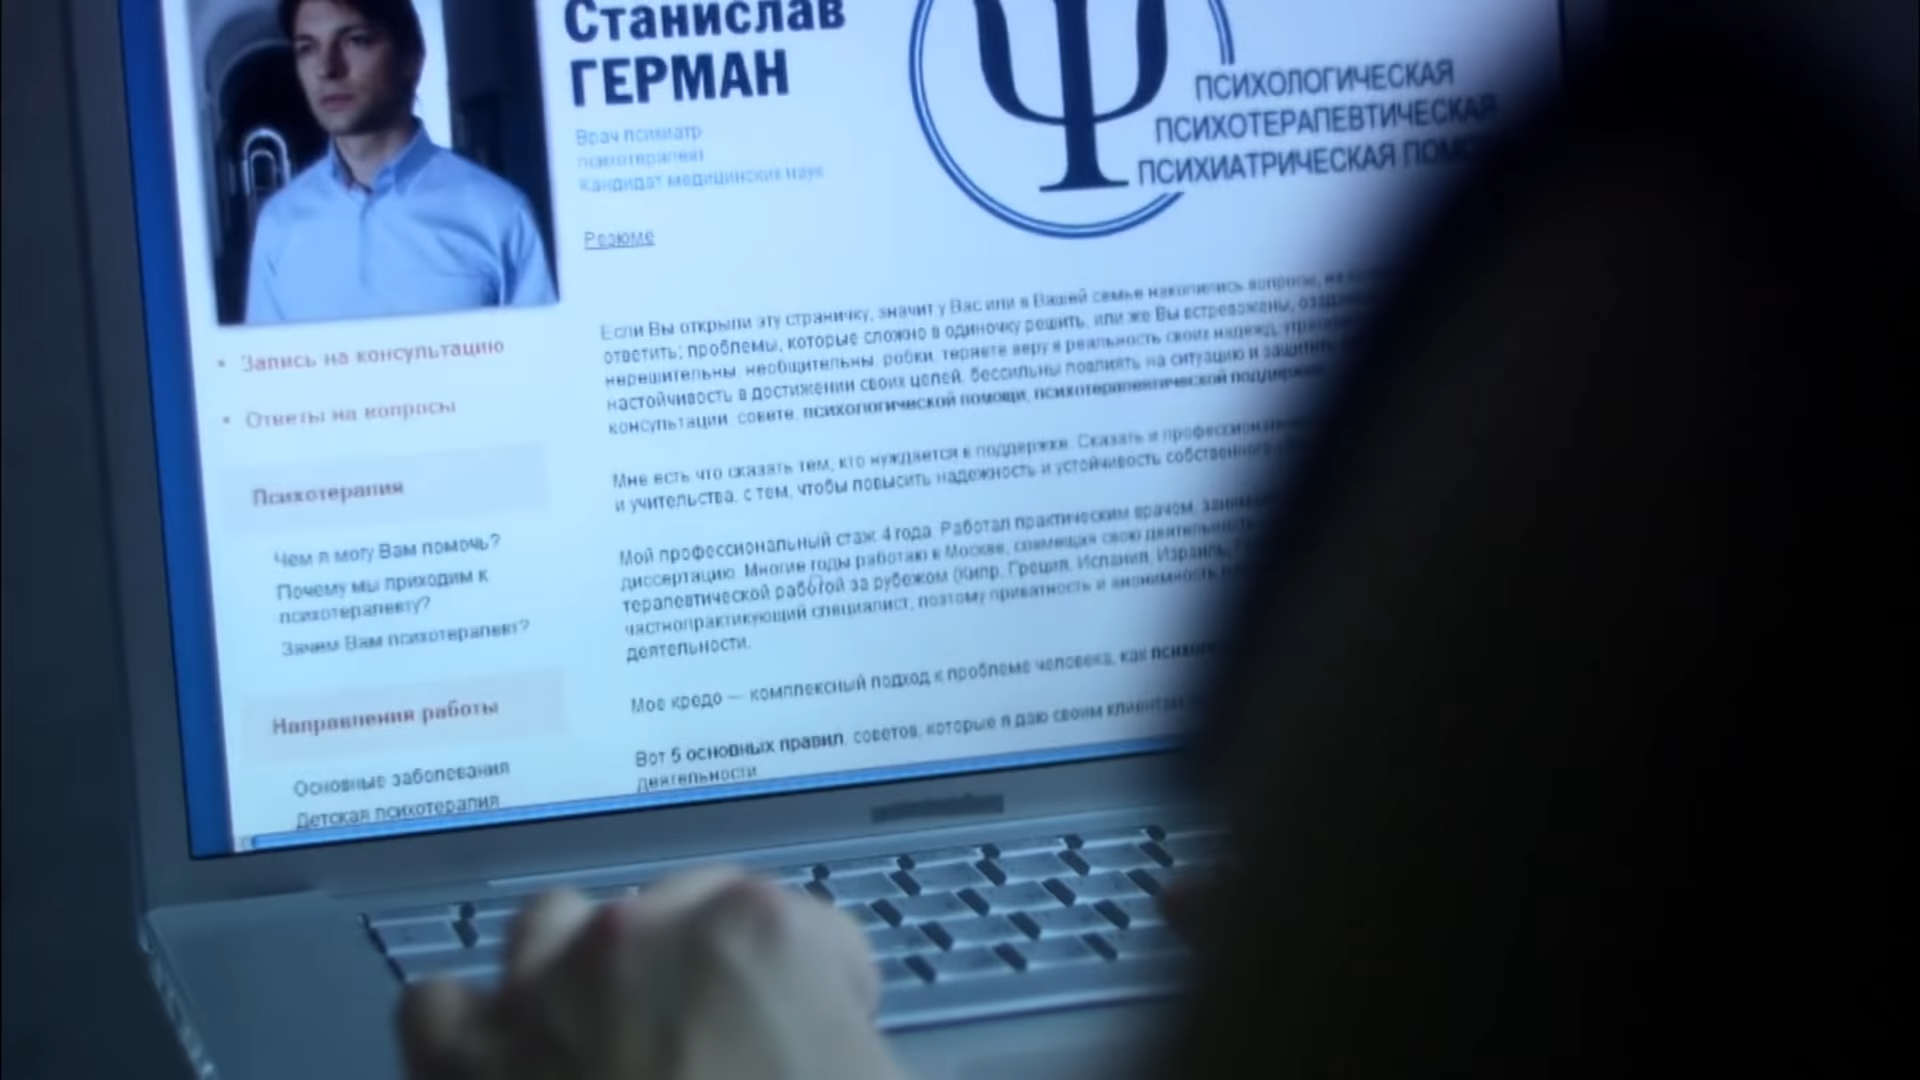 Станислав
ГЕРМАН
Врач психиатр
психотерапевт
Кандидат медицинских наук
Резюме
ПСИХОЛОГИЧЕСКАЯ
ПСИХОТЕРАПЕВТИЧЕСКАЯ
ПСИХИАТРИЧЕСКАЯ
• Запись на консультацию
• Ответы на вопросы
Психотерапия
Чем я могу Вам помочь?
Почему мы приходим к
психотерапевту?
Зачем Вам психотерапевт?
Направления работы
Основные заболевания
Детская психотерапия
Если Вы открыли эту страничку, значит у Вас или в Вашей семье накопились вопросы, на
ответить; проблемы, которые сложно в одиночку решить, или же Вы встревожены,
нерешительны, необщительны, робки, теряете веру в реальность своих надежд,
настойчивость в достижении своих целей, бессильны повлиять на ситуацию и защитить
консультации, совете, психологической помощи, психотерапевтической
Мне есть что сказать тем, кто нуждается в поддержке. Сказать и
и учительства, с тем, чтобы повысить надежность и устойчивость собственного
Мой профессиональный стаж 4 года. Работал практическим врачом,
диссертацию. Многие годы работаю в Москве, совмещая свою
терапевтической работой за рубежом (Кипр, Греция, Испания, Израиль,
частнопрактикующий специалист, поэтому приватность и анонимность
деятельности.
Мое кредо — комплексный подход к проблеме человека, как
Вот 5 основных правил, советов, которые я даю своим клиентам
деятельности